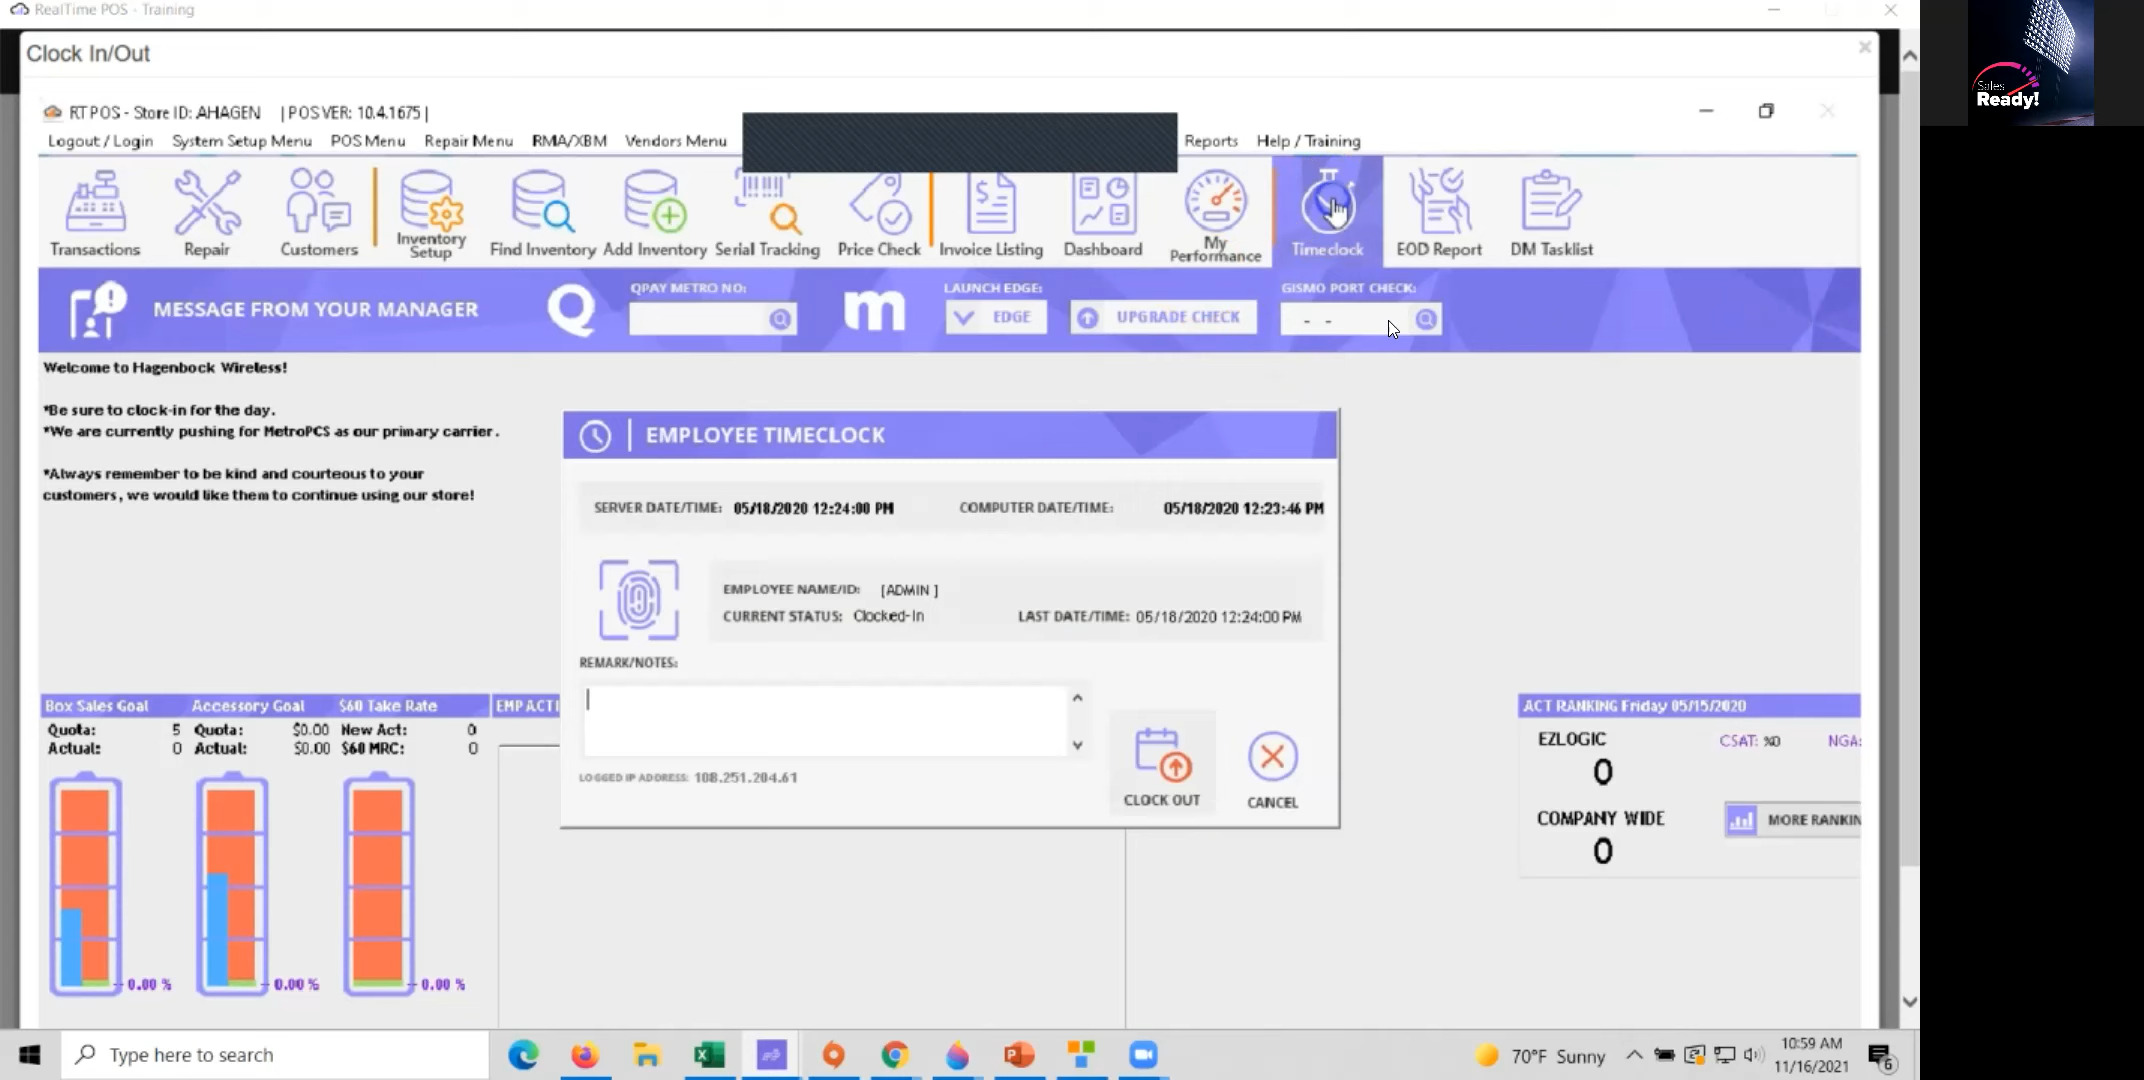 RealTime POS - Training
Clock In/Out
Sales
Ready!
RT POS - Store ID: AHAGEN | POS VER: 10.4.1675 |
Logout / Login System Setup Menu POS Menu Repair Menu RMA/XBM Vendors Menu Reports Help / Training
Transactions Repair Customers Inventory Setup Find Inventory Add Inventory Serial Tracking Price Check Invoice Listing Dashboard My Performance Timeclock EOD Report DM Tasklist
MESSAGE FROM YOUR MANAGER
Q
QPAY METRO NO:
m
LAUNCH EDGE:
EDGE
UPGRADE CHECK
GISMO PORT CHECK:
- -
Welcome to Hagenbock Wireless!
*Be sure to clock-in for the day.
*We are currently pushing for MetroPCS as our primary carrier.
*Always remember to be kind and courteous to your
customers, we would like them to continue using our store!
EMPLOYEE TIMECLOCK
SERVER DATE/TIME: 05/18/2020 12:24:00 PM COMPUTER DATE/TIME: 05/18/2020 12:23:46 PM
EMPLOYEE NAME/ID: [ADMIN ]
CURRENT STATUS: Clocked-In LAST DATE/TIME: 05/18/2020 12:24:00 PM
REMARK/NOTES:
LOGGED IP ADDRESS: 108.251.204.61
CLOCK OUT
CANCEL
Box Sales Goal Accessory Goal $60 Take Rate EMP ACTI
Quota: 5 Quota: $0.00 New Act: 0
Actual: 0 Actual: $0.00 $60 MRC: 0
0.00 % 0.00 % 0.00 %
ACT RANKING Friday 05/15/2020
EZLOGIC CSAT: %0 NGA:
0
COMPANY WIDE
MORE RANKIN
0
Type here to search
70°F Sunny
10:59 AM
11/16/2021
6